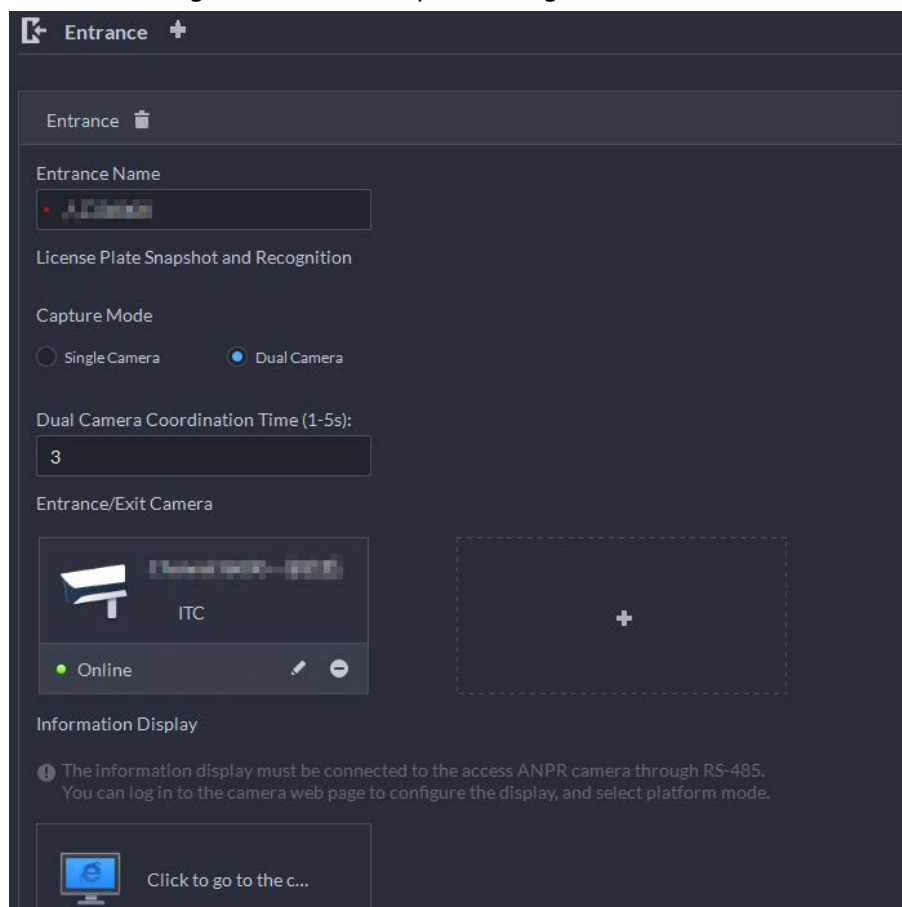 Entrance
Entrance
Entrance Name
License Plate Snapshot and Recognition
Capture Mode
Single Camera Dual Camera
Dual Camera Coordination Time (1-5s):
3
Entrance/Exit Camera
ITC
Online
Information Display
The information display must be connected to the access ANPR camera through RS-485.
You can log in to the camera web page to configure the display, and select platform mode.
Click to go to the c...